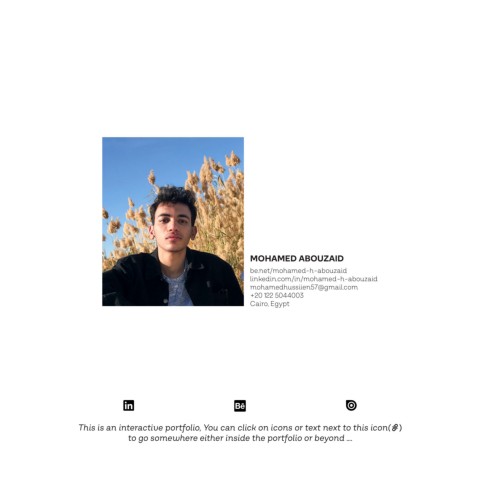 MOHAMED ABOUZAID
be.net/mohamed-h-abouzaid
linkedin.com/in/mohamed-h-abouzaid
mohamedhussiien57@gmail.com
+20 122 5044003
Cairo, Egypt
in
Bē
This is an interactive portfolio, You can click on icons or text next to this icon( )
to go somewhere either inside the portfolio or beyond ...